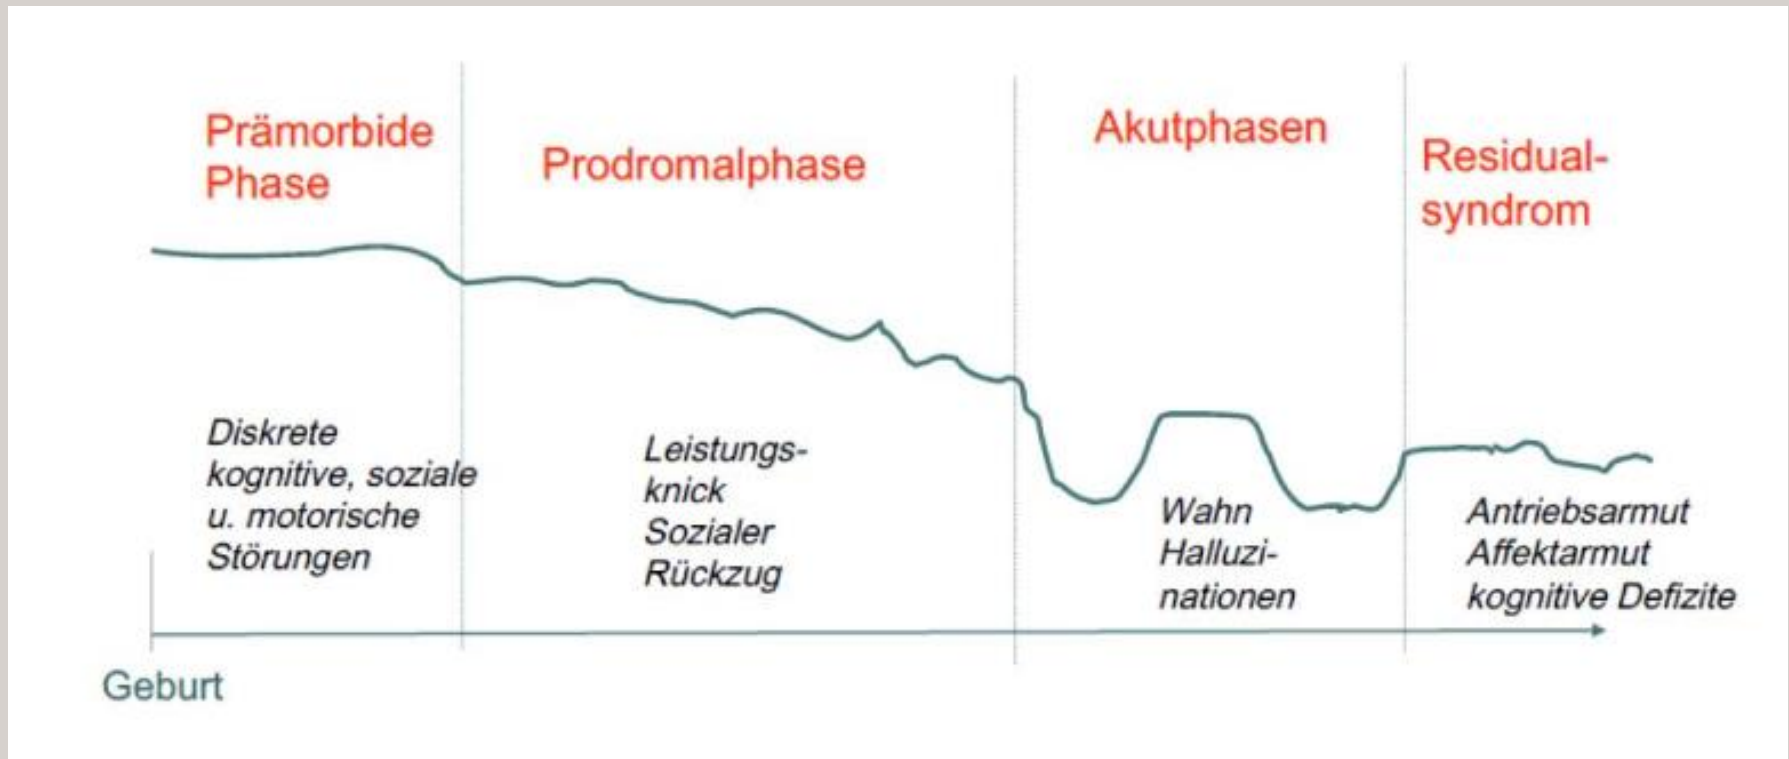 Prämorbide
Phase
Prodromalphase
Akutphasen
Residual-
syndrom
Diskrete
kognitive, soziale
u. motorische
Störungen
Leistungs-
knick
Sozialer
Rückzug
Wahn
Halluzi-
nationen
Antriebsarmut
Affektarmut
kognitive Defizite
Geburt